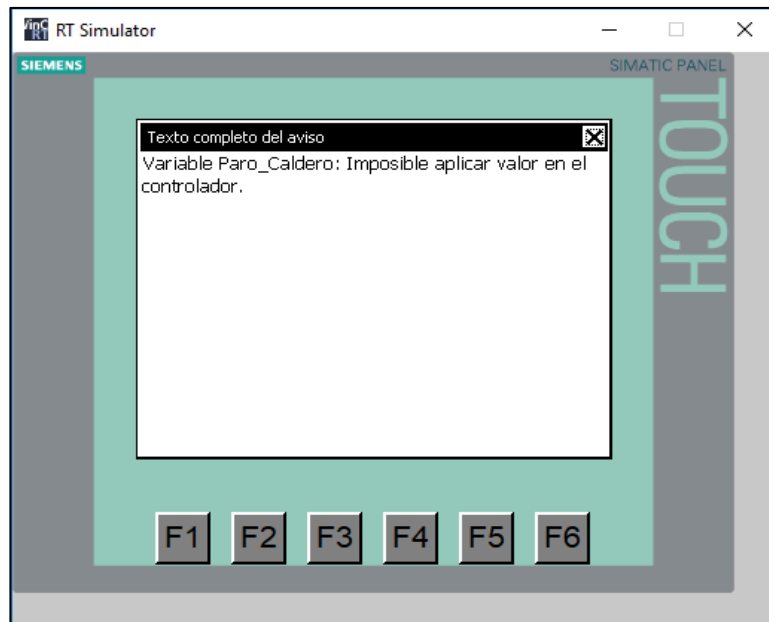 RT Simulator
SIEMENS
SIMATIC PANEL
TOUCH
Texto completo del aviso
Variable Paro_Caldero: Imposible aplicar valor en el
controlador.
F1 F2 F3 F4 F5 F6